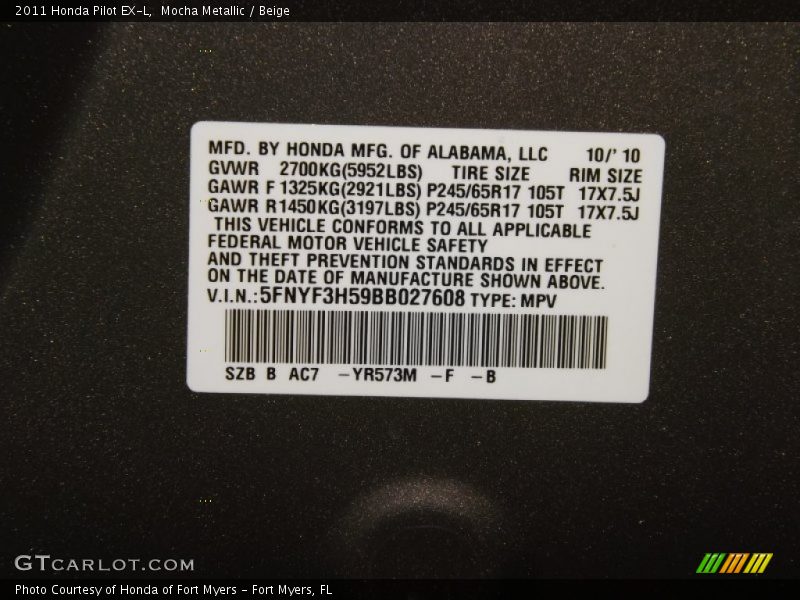 2011 Honda Pilot EX-L, Mocha Metallic / Beige
MFD. BY HONDA MFG. OF ALABAMA, LLC 10/' 10
GVWR 2700KG(5952LBS) TIRE SIZE RIM SIZE
GAWR F 1325KG(2921LBS) P245/65R17 105T 17X7.5J
GAWR R1450KG(3197LBS) P245/65R17 105T 17X7.5J
THIS VEHICLE CONFORMS TO ALL APPLICABLE
FEDERAL MOTOR VEHICLE SAFETY
AND THEFT PREVENTION STANDARDS IN EFFECT
ON THE DATE OF MANUFACTURE SHOWN ABOVE.
V.I.N.:5FNYF3H59BB027608 TYPE: MPV
SZB B AC7 -YR573M -F -B
GTCARLOT.COM
Photo Courtesy of Honda of Fort Myers - Fort Myers, FL